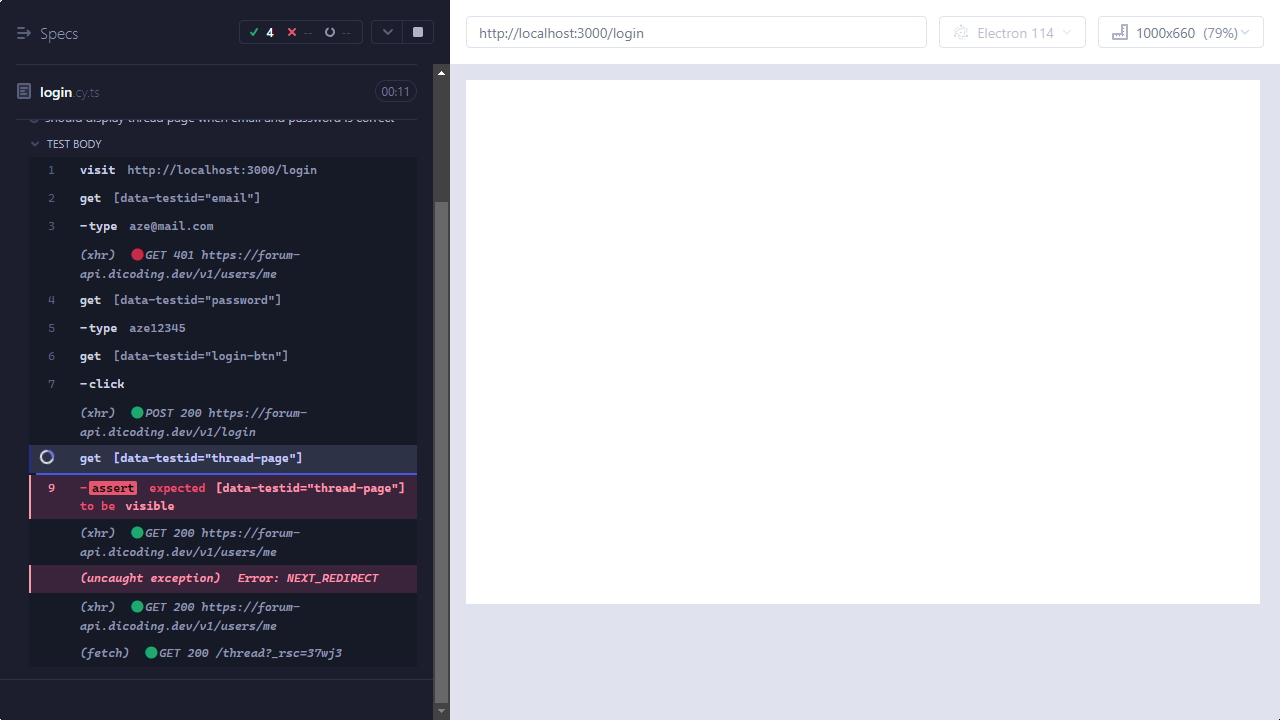 Specs
4
--
--
http://localhost:3000/login
Electron 114
1000x660 (79%)
login.cy.ts
00:11
should display thread page when email and password is correct
TEST BODY
1 visit http://localhost:3000/login
2 get [data-testid="email"]
3 -type aze@mail.com
(xhr) GET 401 https://forum-
api.dicoding.dev/v1/users/me
4 get [data-testid="password"]
5 -type aze12345
6 get [data-testid="login-btn"]
7 -click
(xhr) POST 200 https://forum-
api.dicoding.dev/v1/login
get [data-testid="thread-page"]
9 -assert expected [data-testid="thread-page"]
to be visible
(xhr) GET 200 https://forum-
api.dicoding.dev/v1/users/me
(uncaught exception) Error: NEXT_REDIRECT
(xhr) GET 200 https://forum-
api.dicoding.dev/v1/users/me
(fetch) GET 200 /thread?_rsc=37wj3